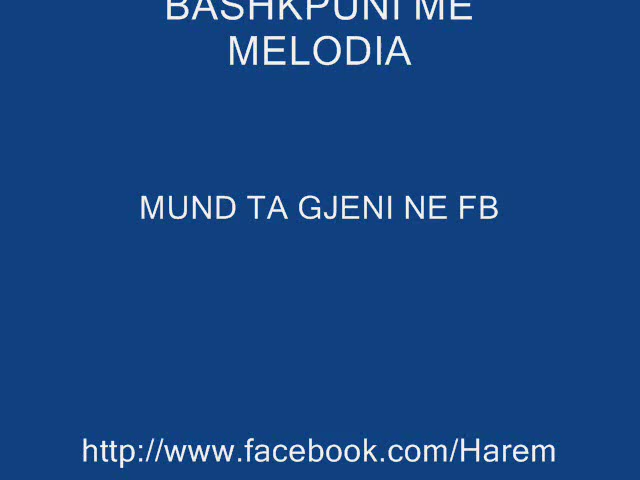 BASHKPUNI ME
MELODIA
MUND TA GJENI NE FB
http://www.facebook.com/Harem